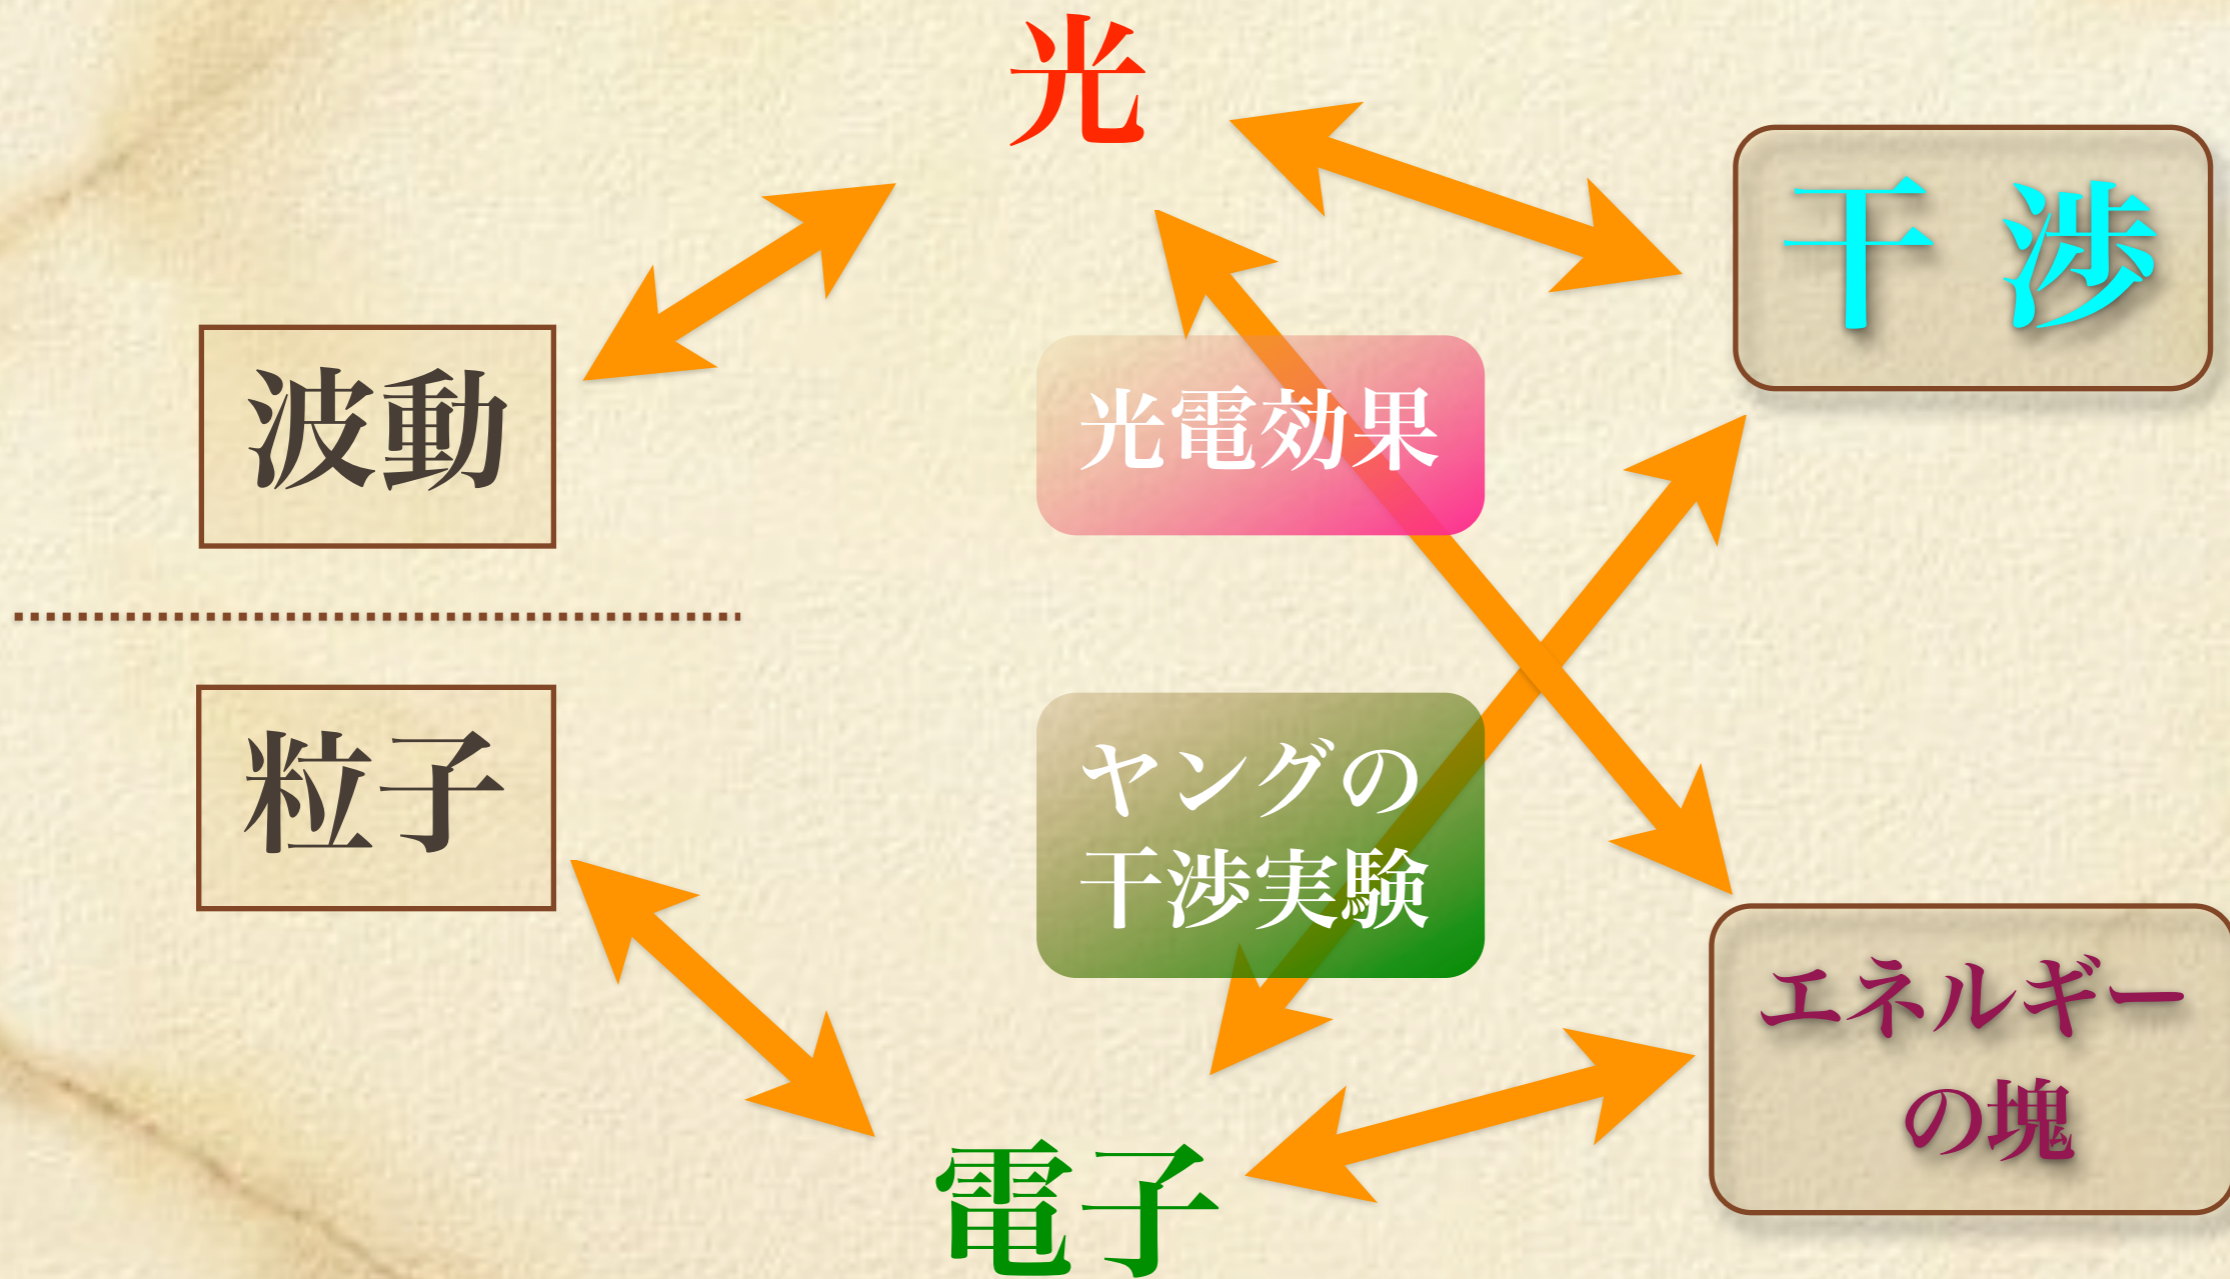 光
干渉
波動
光電効果
粒子
ヤングの
干渉実験
エネルギー
の塊
電子